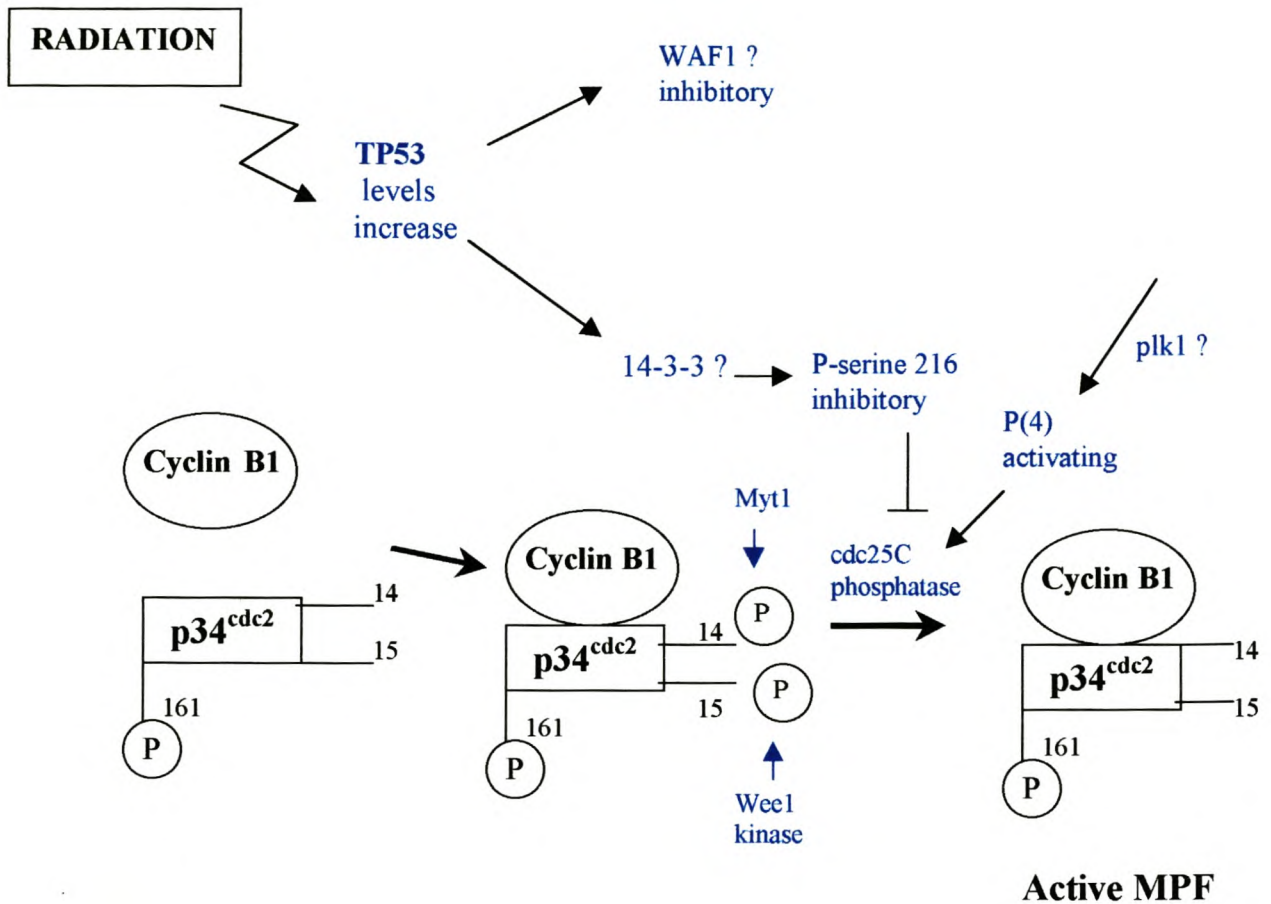 RADIATION
WAF1 ?
inhibitory
TP53
levels
increase
14-3-3 ?
P-serine 216
inhibitory
plk1 ?
P(4)
activating
Cyclin B1
p34cdc2
14
15
161
P
Cyclin B1
p34cdc2
14
15
161
P
Myt1
P
P
Wee1
kinase
cdc25C
phosphatase
Cyclin B1
p34cdc2
14
15
161
P
Active MPF